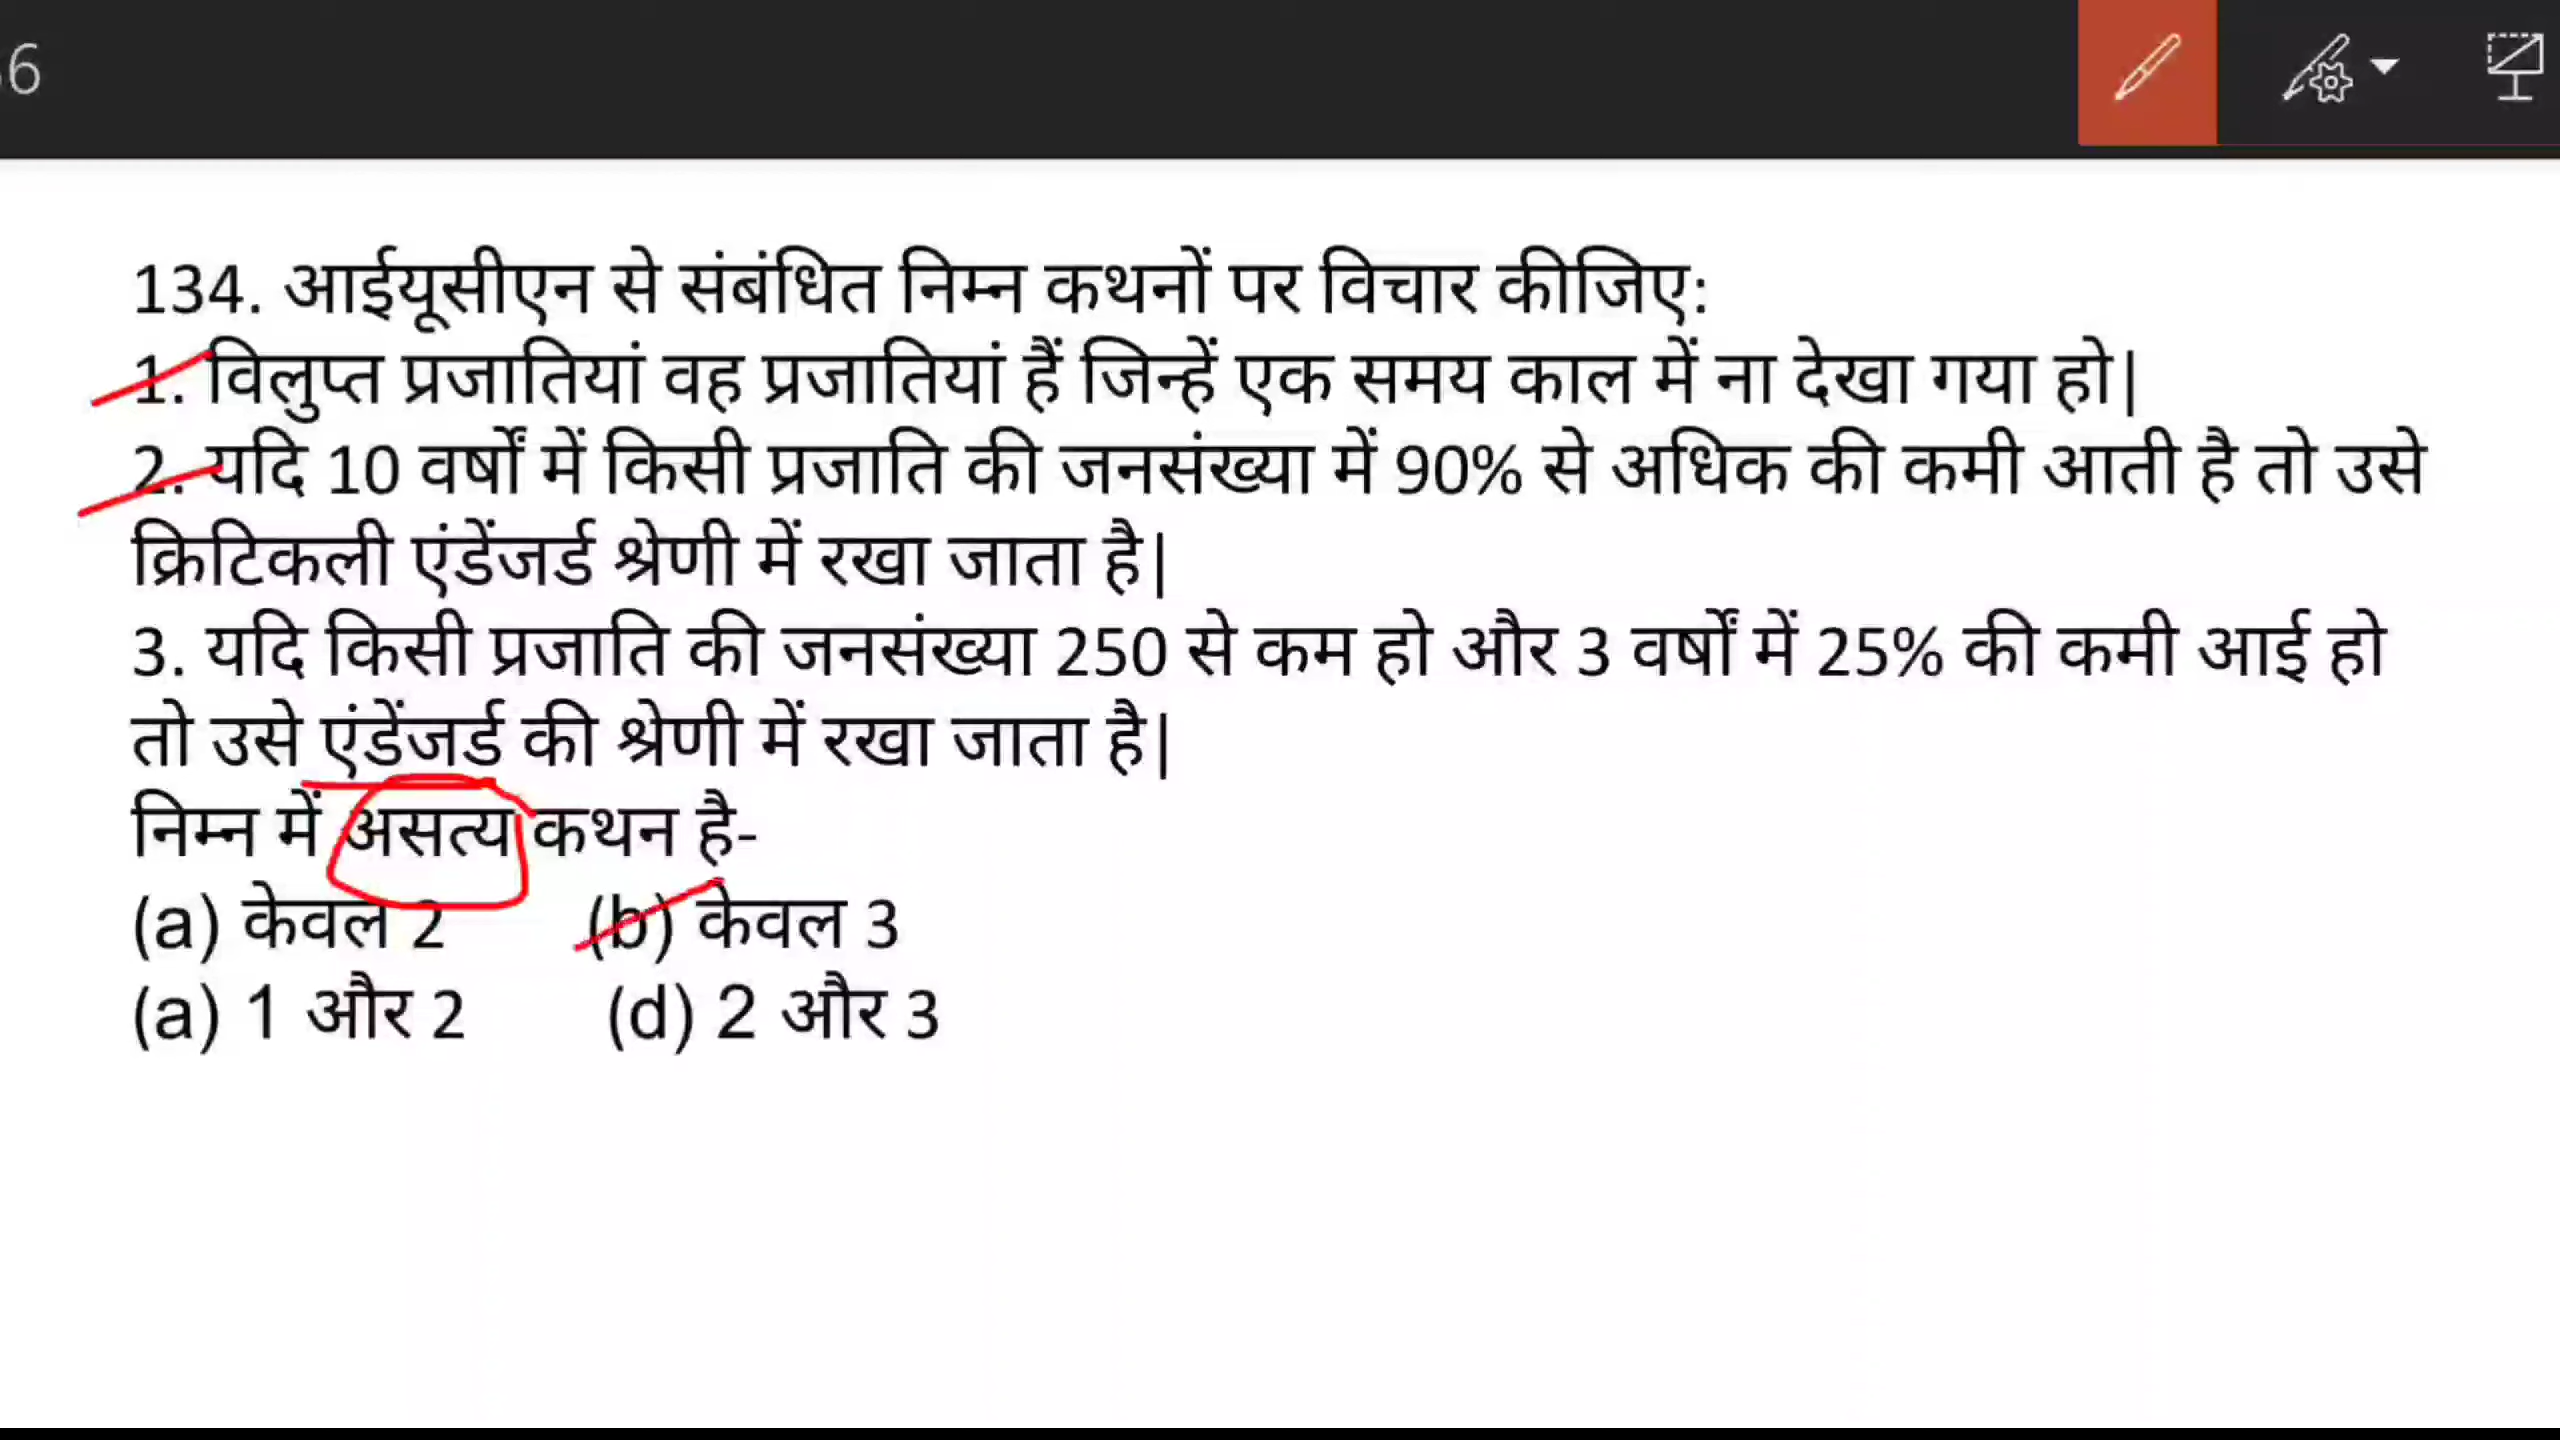 6
134. आईयूसीएन से संबंधित निम्न कथनों पर विचार कीजिए:
1. विलुप्त प्रजातियां वह प्रजातियां हैं जिन्हें एक समय काल में ना देखा गया हो|
2. यदि 10 वर्षों में किसी प्रजाति की जनसंख्या में 90% से अधिक की कमी आती है तो उसे
क्रिटिकली एंडेंजर्ड श्रेणी में रखा जाता है|
3. यदि किसी प्रजाति की जनसंख्या 250 से कम हो और 3 वर्षों में 25% की कमी आई हो
तो उसे एंडेंजर्ड की श्रेणी में रखा जाता है|
निम्न में असत्य कथन है-
(a) केवल 2 (b) केवल 3
(a) 1 और 2 (d) 2 और 3